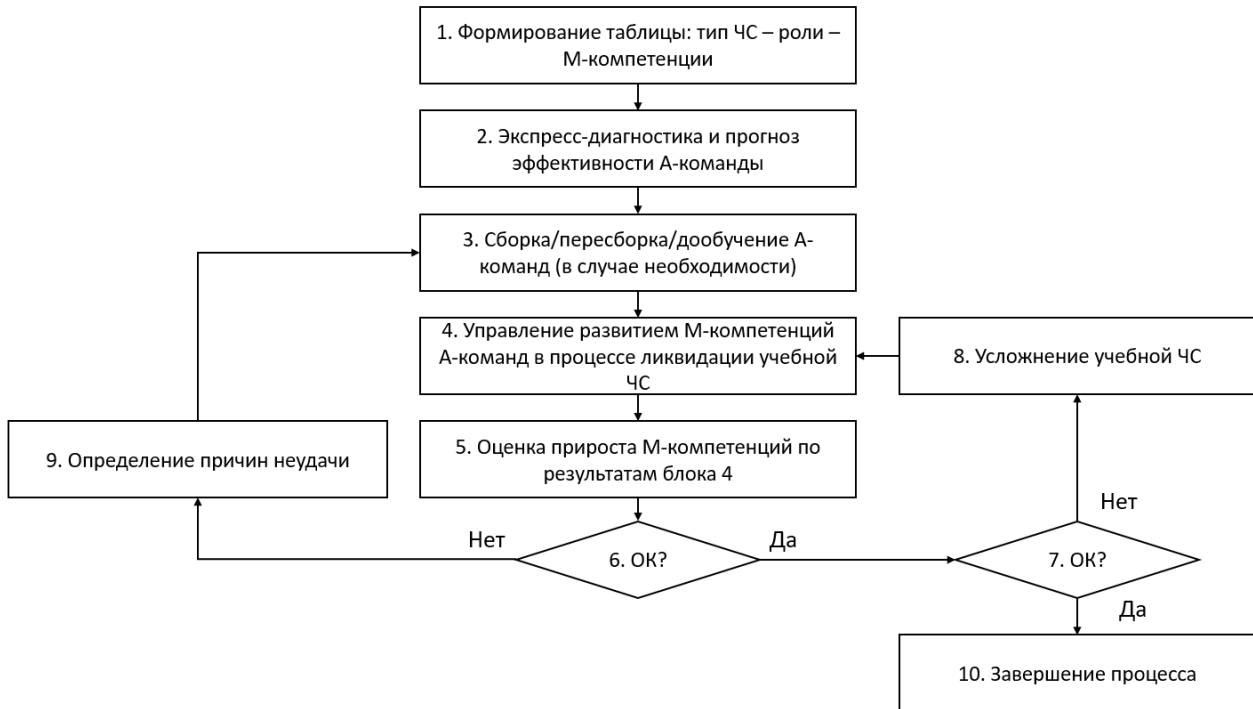 1. Формирование таблицы: тип ЧС – роли –
М-компетенции
2. Экспресс-диагностика и прогноз
эффективности А-команды
3. Сборка/пересборка/дообучение А-
команд (в случае необходимости)
4. Управление развитием М-компетенций
А-команд в процессе ликвидации учебной
ЧС
8. Усложнение учебной ЧС
5. Оценка прироста М-компетенций по
результатам блока 4
9. Определение причин неудачи
Нет
6. ОК?
Да
Нет
7. ОК?
Да
10. Завершение процесса